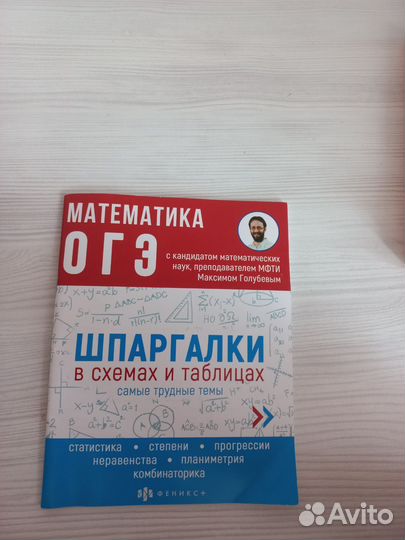 МАТЕМАТИКА
ОГЭ
с кандидатом математических
наук, преподавателем МФТИ
Максимом Голубевым
ШПАРГАЛКИ
в схемах и таблицах
самые трудные темы
статистика • степени • прогрессии
неравенства • планиметрия
комбинаторика
ФЕНИКС+
Avito